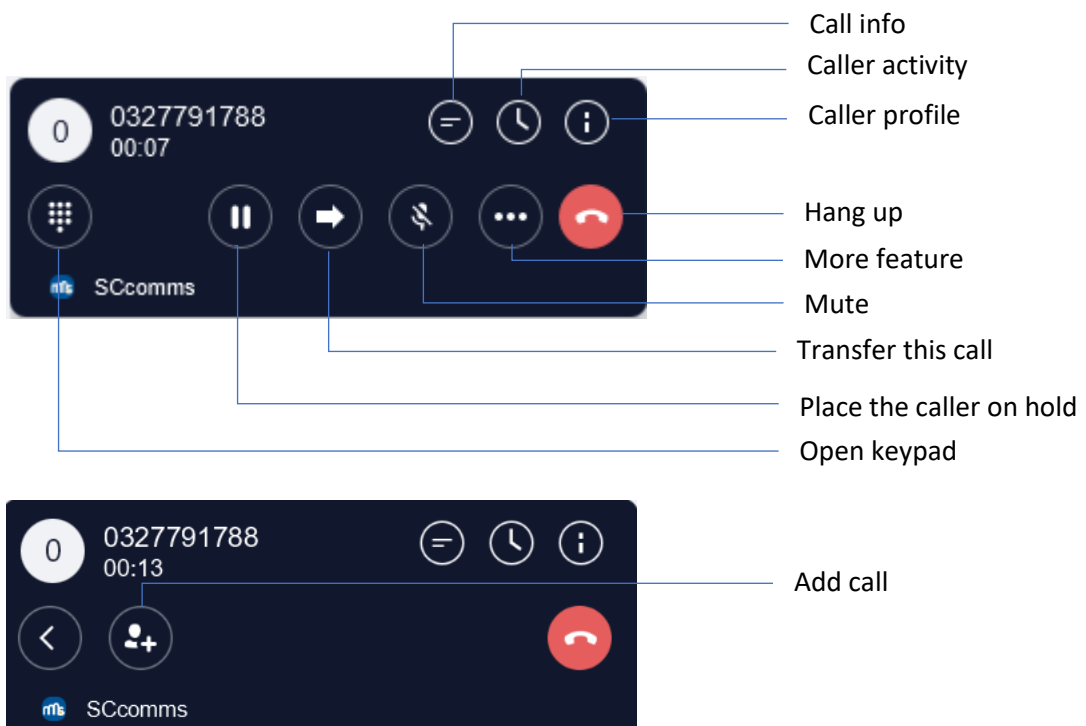 Call info
Caller activity
Caller profile
0 0327791788
00:07
Hang up
More feature
SCcomms
Mute
Transfer this call
Place the caller on hold
Open keypad
0 0327791788
00:13
Add call
SCcomms